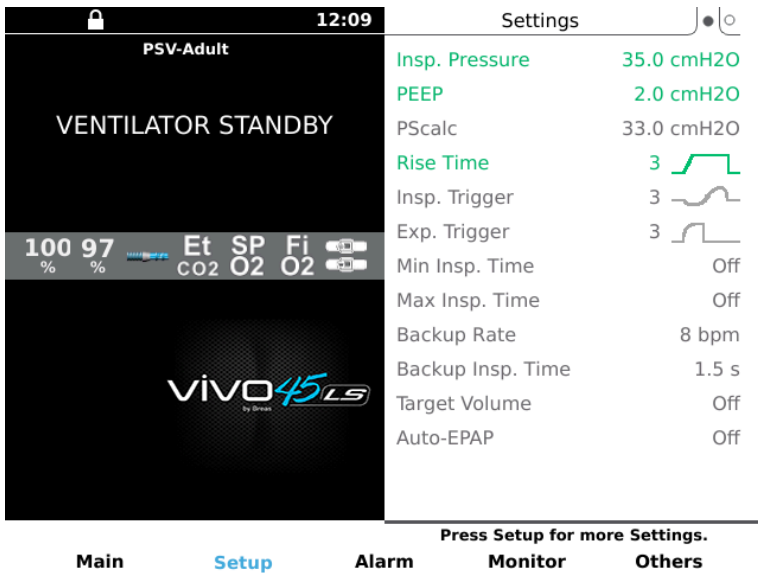 12:09
PSV-Adult
VENTILATOR STANDBY
100 97 Et SP Fi
% % CO2 O2 O2
vivo 45 LS
by Breas
Settings
Insp. Pressure 35.0 cmH2O
PEEP 2.0 cmH2O
PScalc 33.0 cmH2O
Rise Time 3
Insp. Trigger 3
Exp. Trigger 3
Min Insp. Time Off
Max Insp. Time Off
Backup Rate 8 bpm
Backup Insp. Time 1.5 s
Target Volume Off
Auto-EPAP Off
Press Setup for more Settings.
Main Setup Alarm Monitor Others